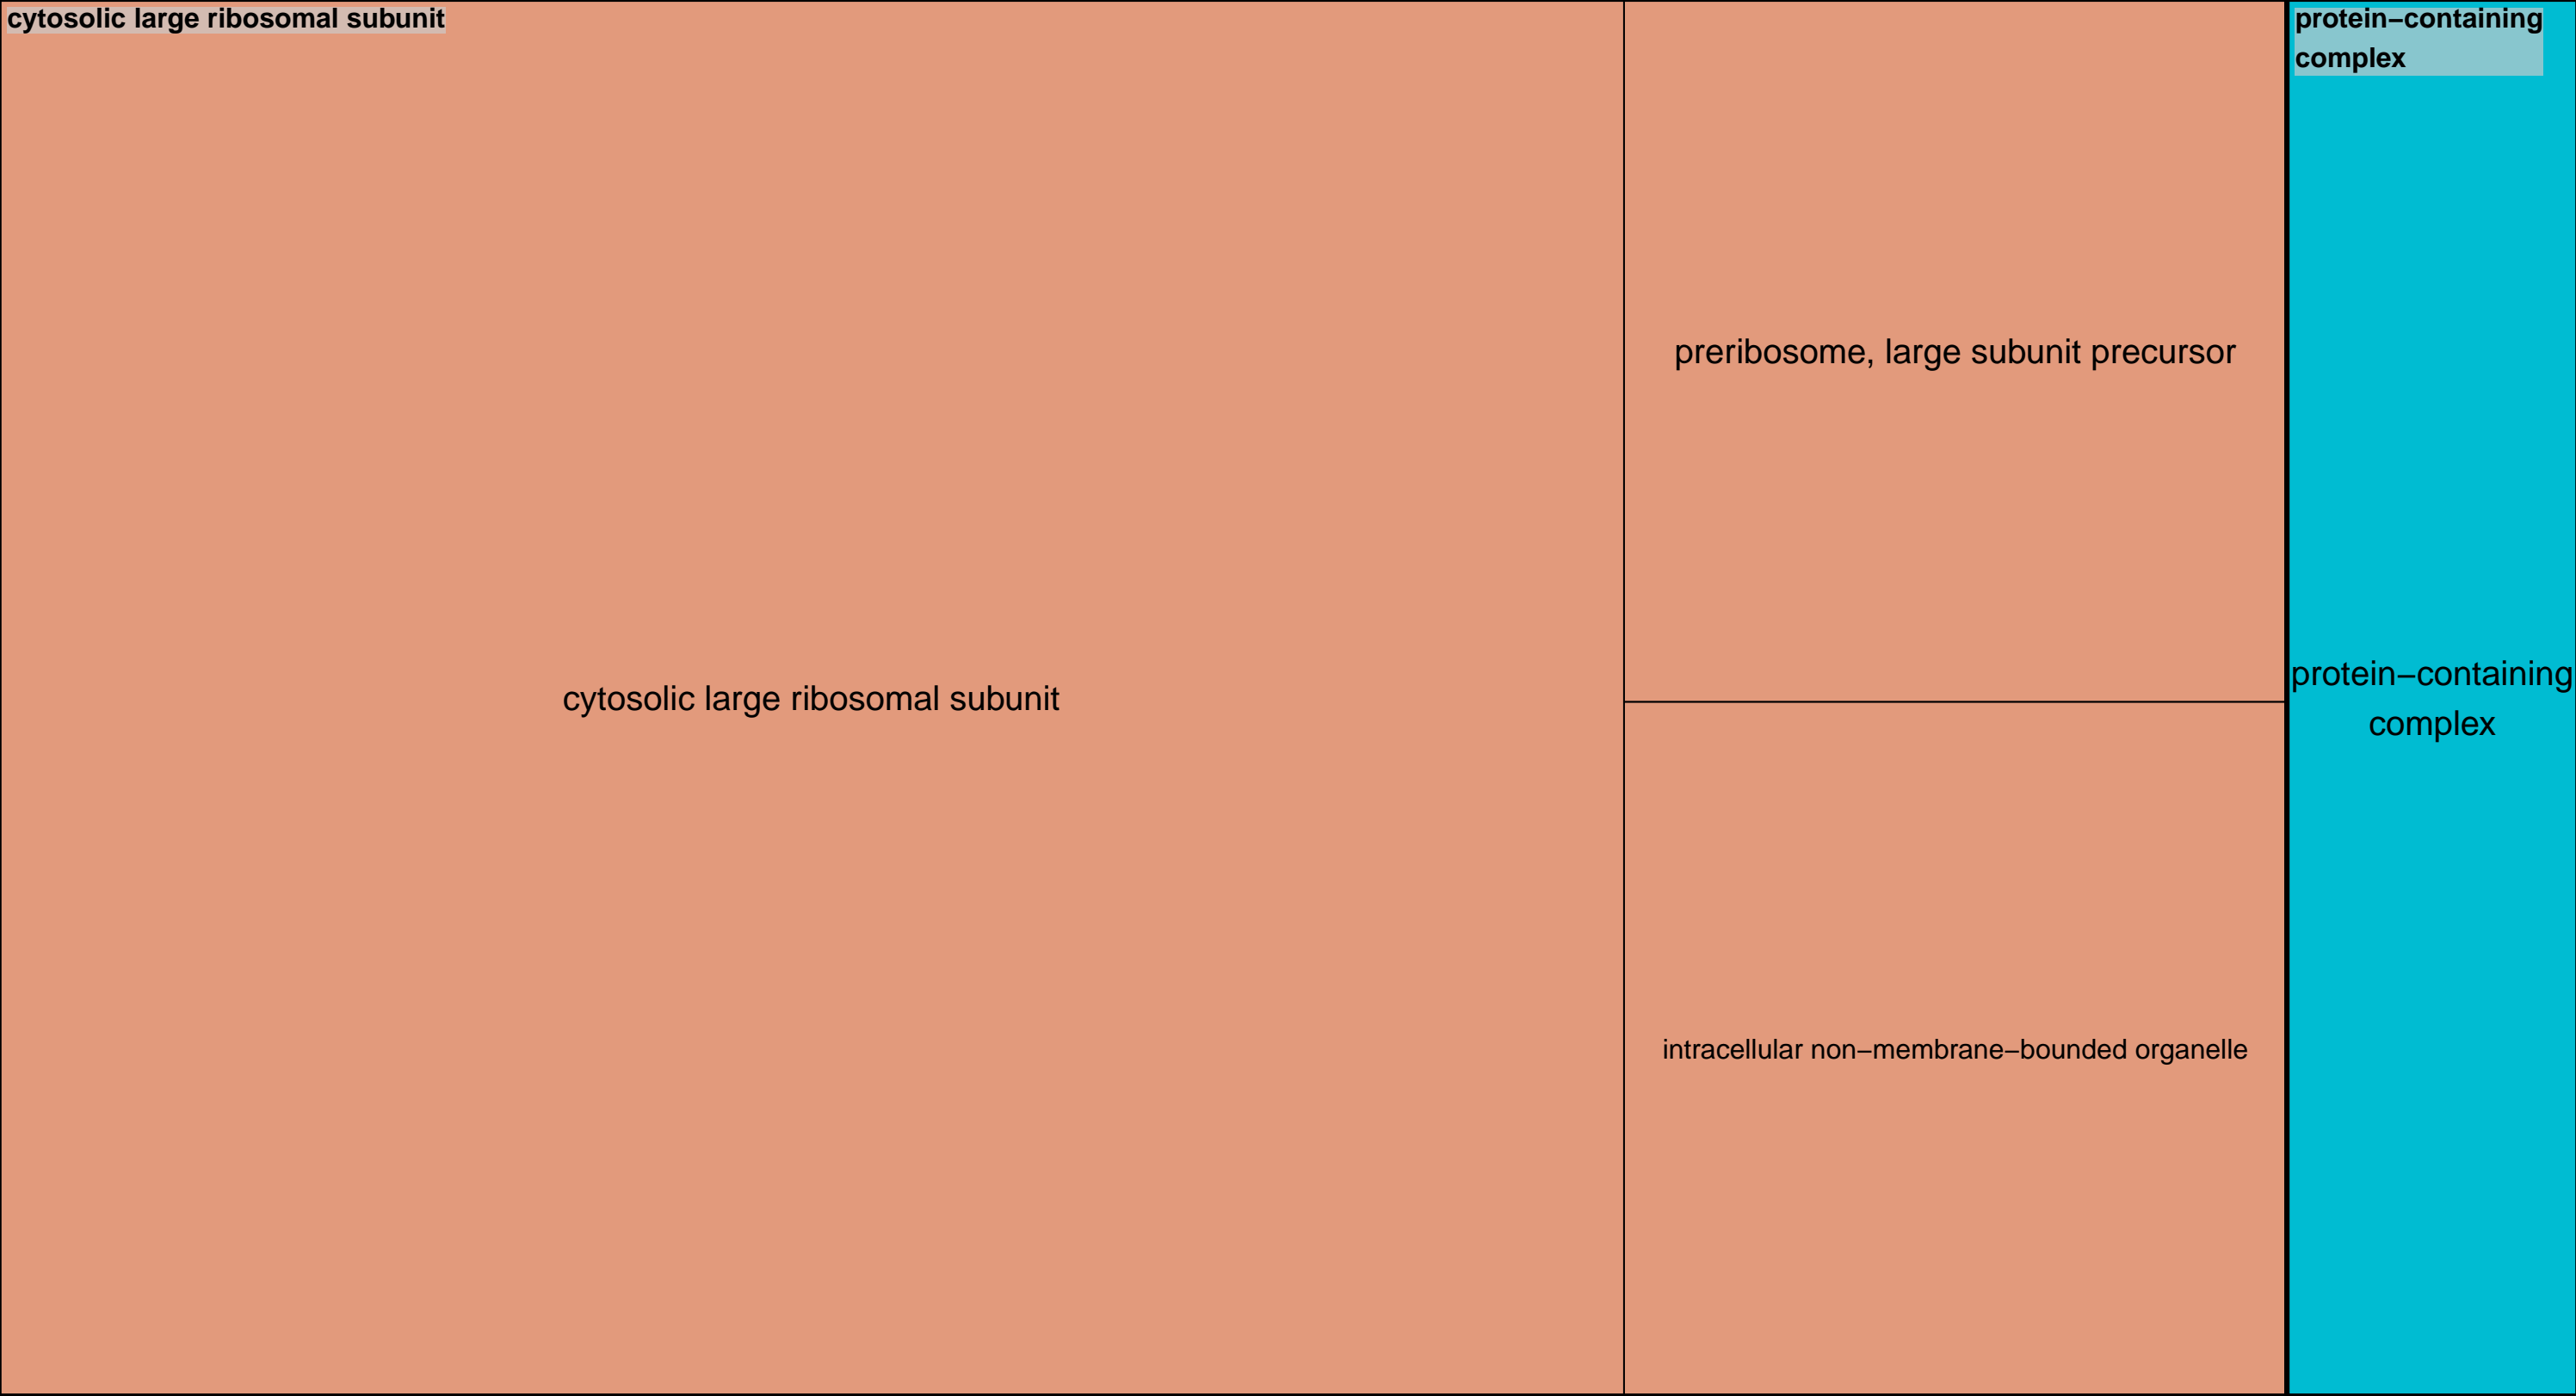 cytosolic large ribosomal subunit
protein−containing
complex
preribosome, large subunit precursor
cytosolic large ribosomal subunit
protein−containing
complex
intracellular non−membrane−bounded organelle